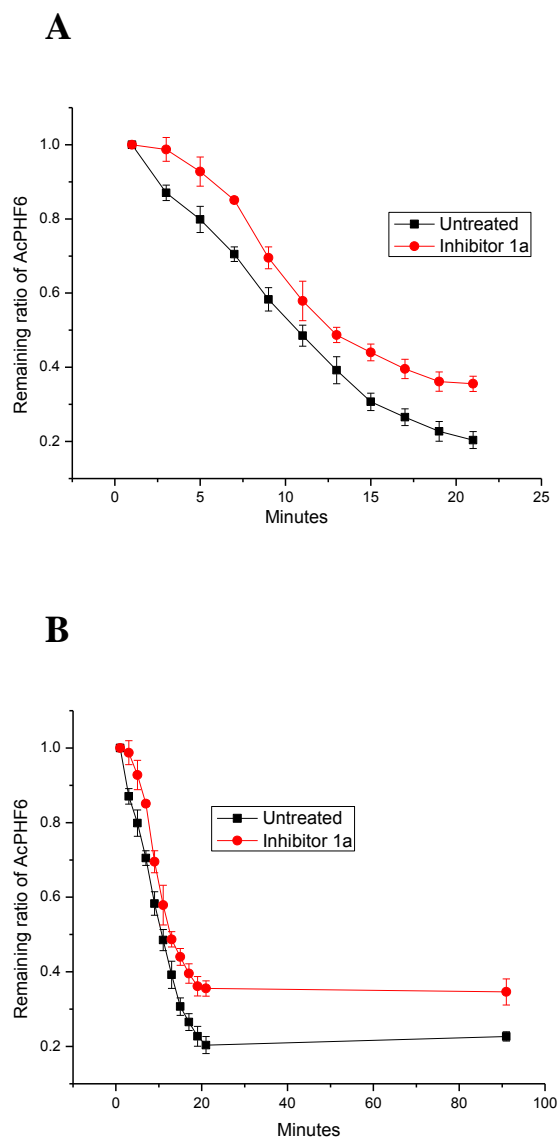 A
Remaining ratio of AcPHF6
1.0
0.8
0.6
0.4
0.2
Untreated
Inhibitor 1a
0 5 10 15 20 25
Minutes
B
Remaining ratio of AcPHF6
1.0
0.8
0.6
0.4
0.2
Untreated
Inhibitor 1a
0 20 40 60 80 100
Minutes